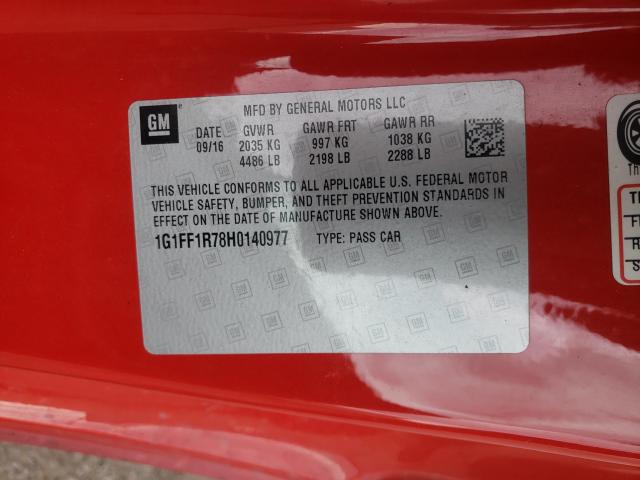 GM
MFD BY GENERAL MOTORS LLC
DATE GVWR GAWR FRT GAWR RR
09/16 2035 KG 997 KG 1038 KG
4486 LB 2198 LB 2288 LB
THIS VEHICLE CONFORMS TO ALL APPLICABLE U.S. FEDERAL MOTOR
VEHICLE SAFETY, BUMPER, AND THEFT PREVENTION STANDARDS IN
EFFECT ON THE DATE OF MANUFACTURE SHOWN ABOVE.
1G1FF1R78H0140977 TYPE: PASS CAR